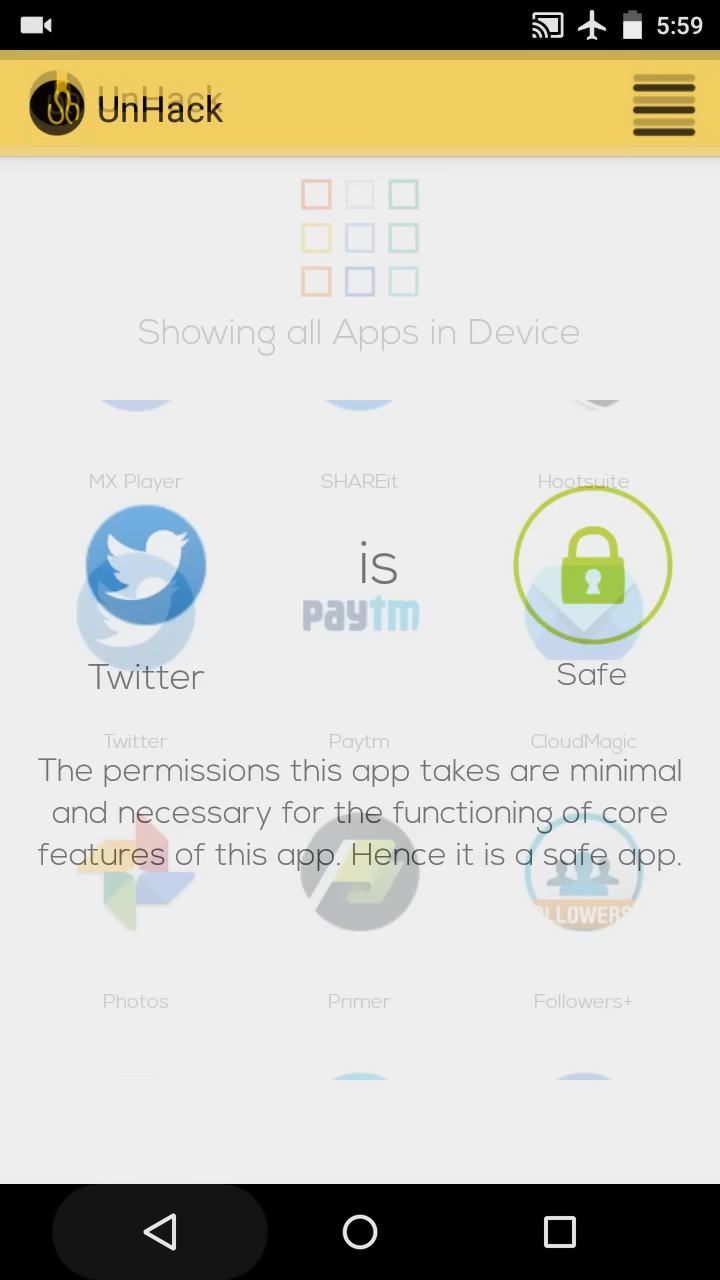 5:59
UnHack
Showing all Apps in Device
MX Player SHAREit Hootsuite
is
paytm
Twitter Safe
Twitter Paytm CloudMagic
The permissions this app takes are minimal
and necessary for the functioning of core
features of this app. Hence it is a safe app.
OLLOWERS
Photos Primer Followers+